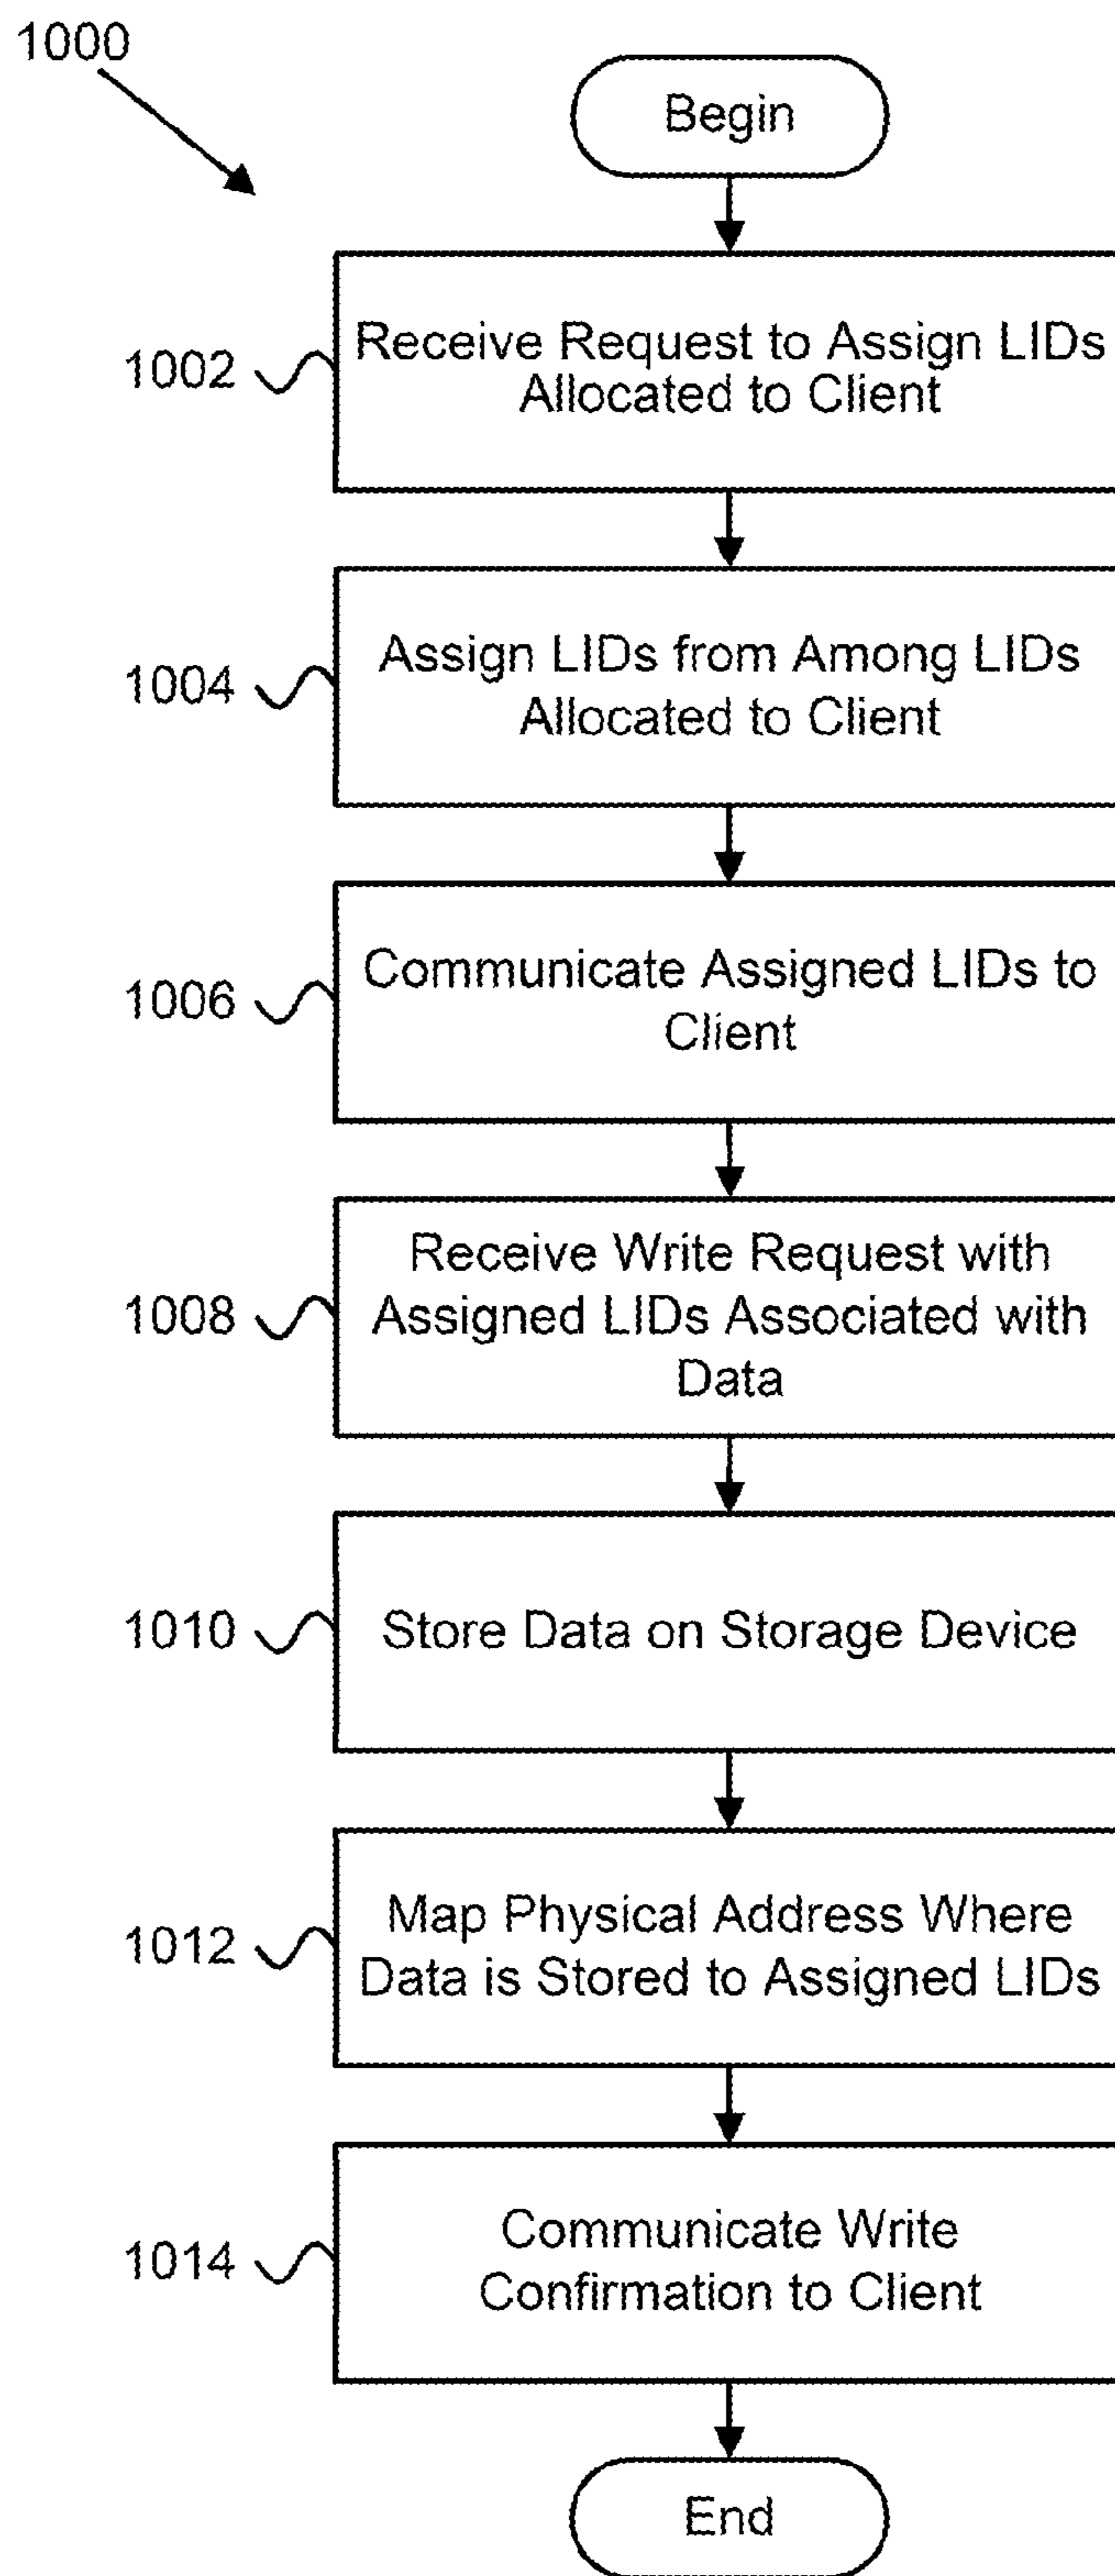 1000
Begin
1002
Receive Request to Assign LIDs
Allocated to Client
1004
Assign LIDs from Among LIDs
Allocated to Client
1006
Communicate Assigned LIDs to
Client
1008
Receive Write Request with
Assigned LIDs Associated with
Data
1010
Store Data on Storage Device
1012
Map Physical Address Where
Data is Stored to Assigned LIDs
1014
Communicate Write
Confirmation to Client
End